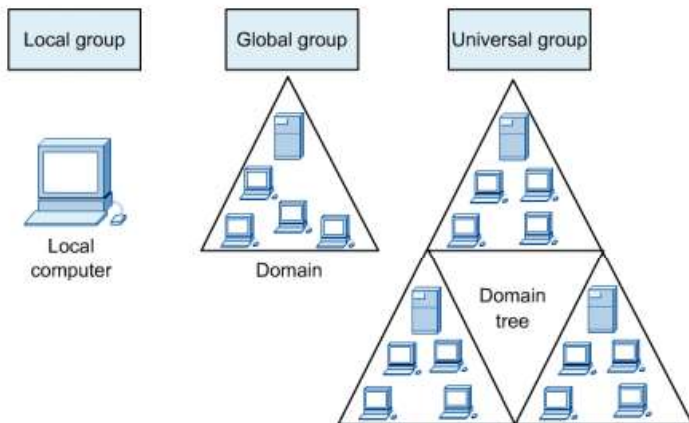 Local group
Global group
Universal group
Local
computer
Domain
Domain
tree